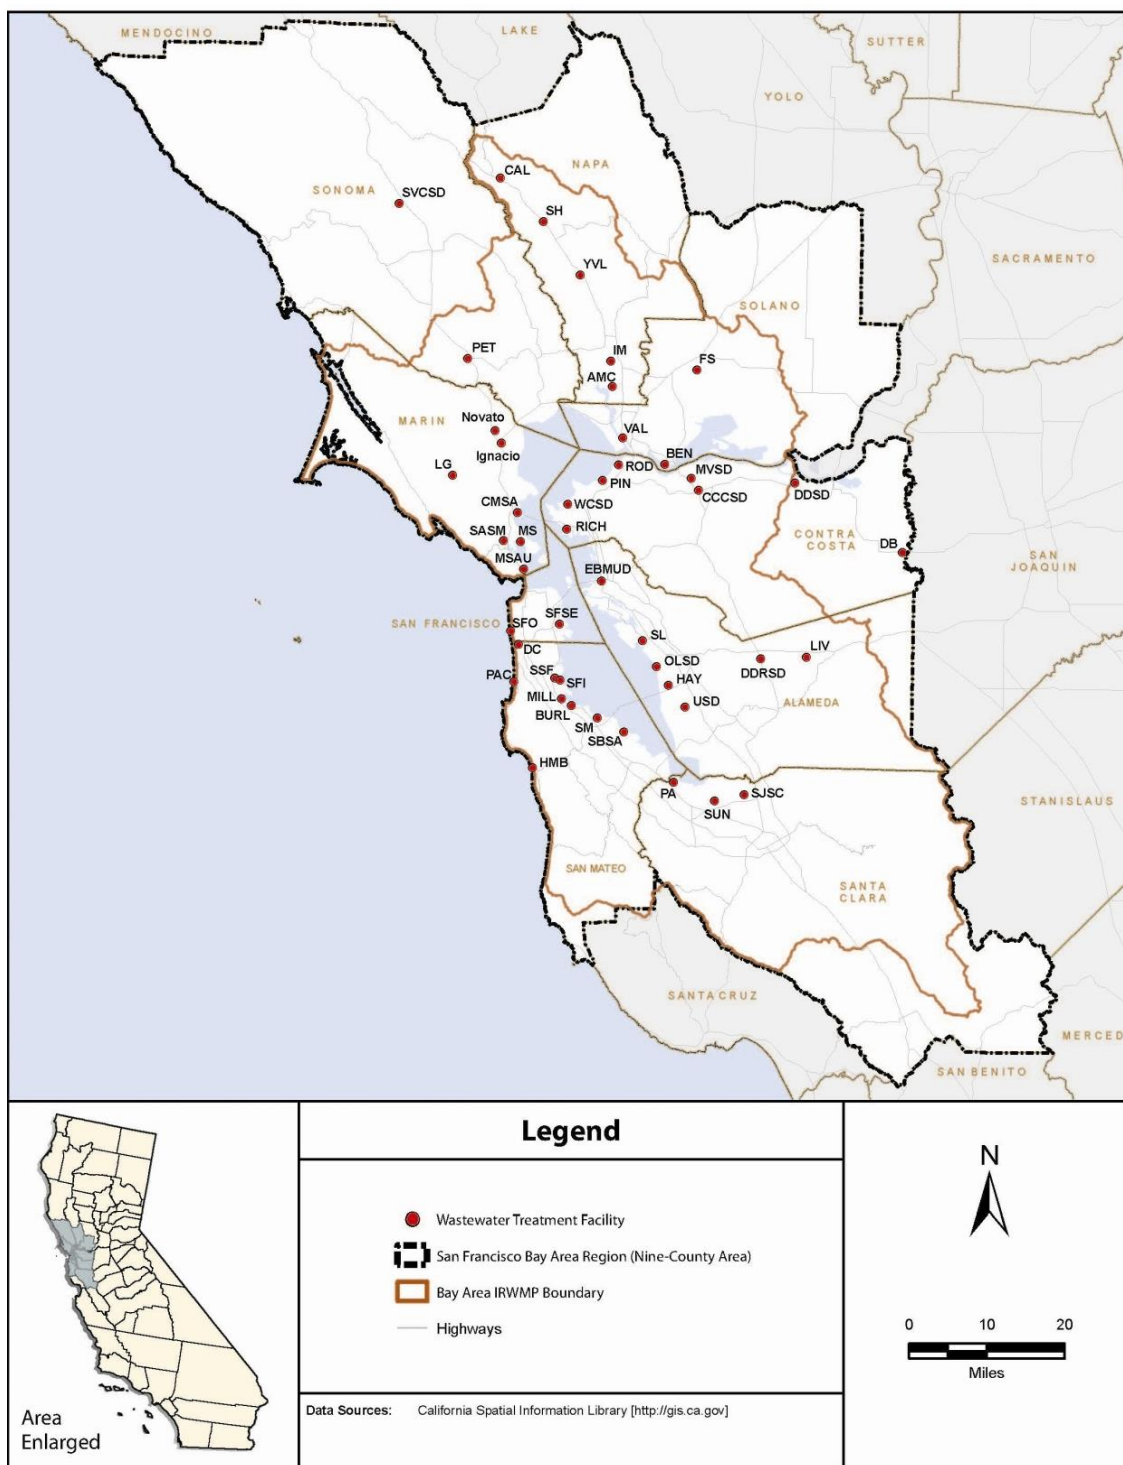 MENDOCINO
LAKE
SUTTER
YOLO
NAPA
CAL
SONOMA
SVCSD
SH
SACRAMENTO
YVL
SOLANO
PET
IM
FS
AMC
MARIN
Novato
VAL
Ignacio
BEN
ROD
MVSD
LG
PIN
CCCSD
DDSD
CMSA
WCSD
SASM
MS
RICH
CONTRA
COSTA
DB
SAN
JOAQUIN
MSAU
EBMUD
SAN FRANCISCO
SFSE
SFO
SL
DC
LIV
OLSD
PAC
SSF
SFI
DDRSD
HAY
MILL
USD
ALAMEDA
BURL
SM
SBSA
HMB
PA
SJSC
STANISLAUS
SUN
SAN MATEO
SANTA
CLARA
SANTA CRUZ
MERCED
SAN BENITO
Area
Enlarged
Legend
Wastewater Treatment Facility
San Francisco Bay Area Region (Nine-County Area)
Bay Area IRWMP Boundary
Highways
Data Sources: California Spatial Information Library [http://gis.ca.gov]
N
0 10 20
Miles